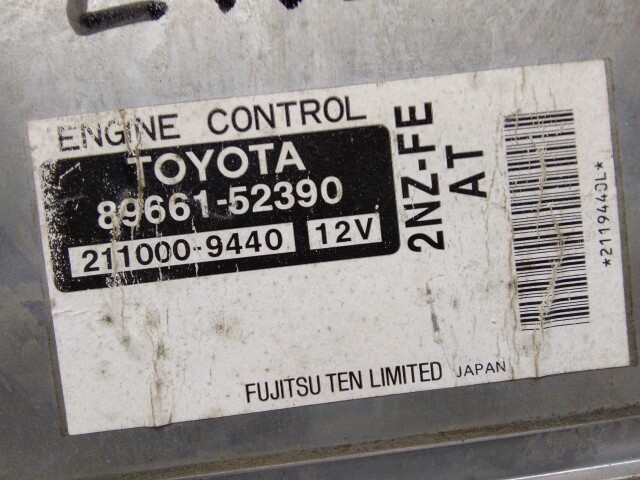 ENGINE CONTROL
TOYOTA
89661-52390
211000-9440 12V
2NZ-FE
AT
*2119440L*
FUJITSU TEN LIMITED JAPAN